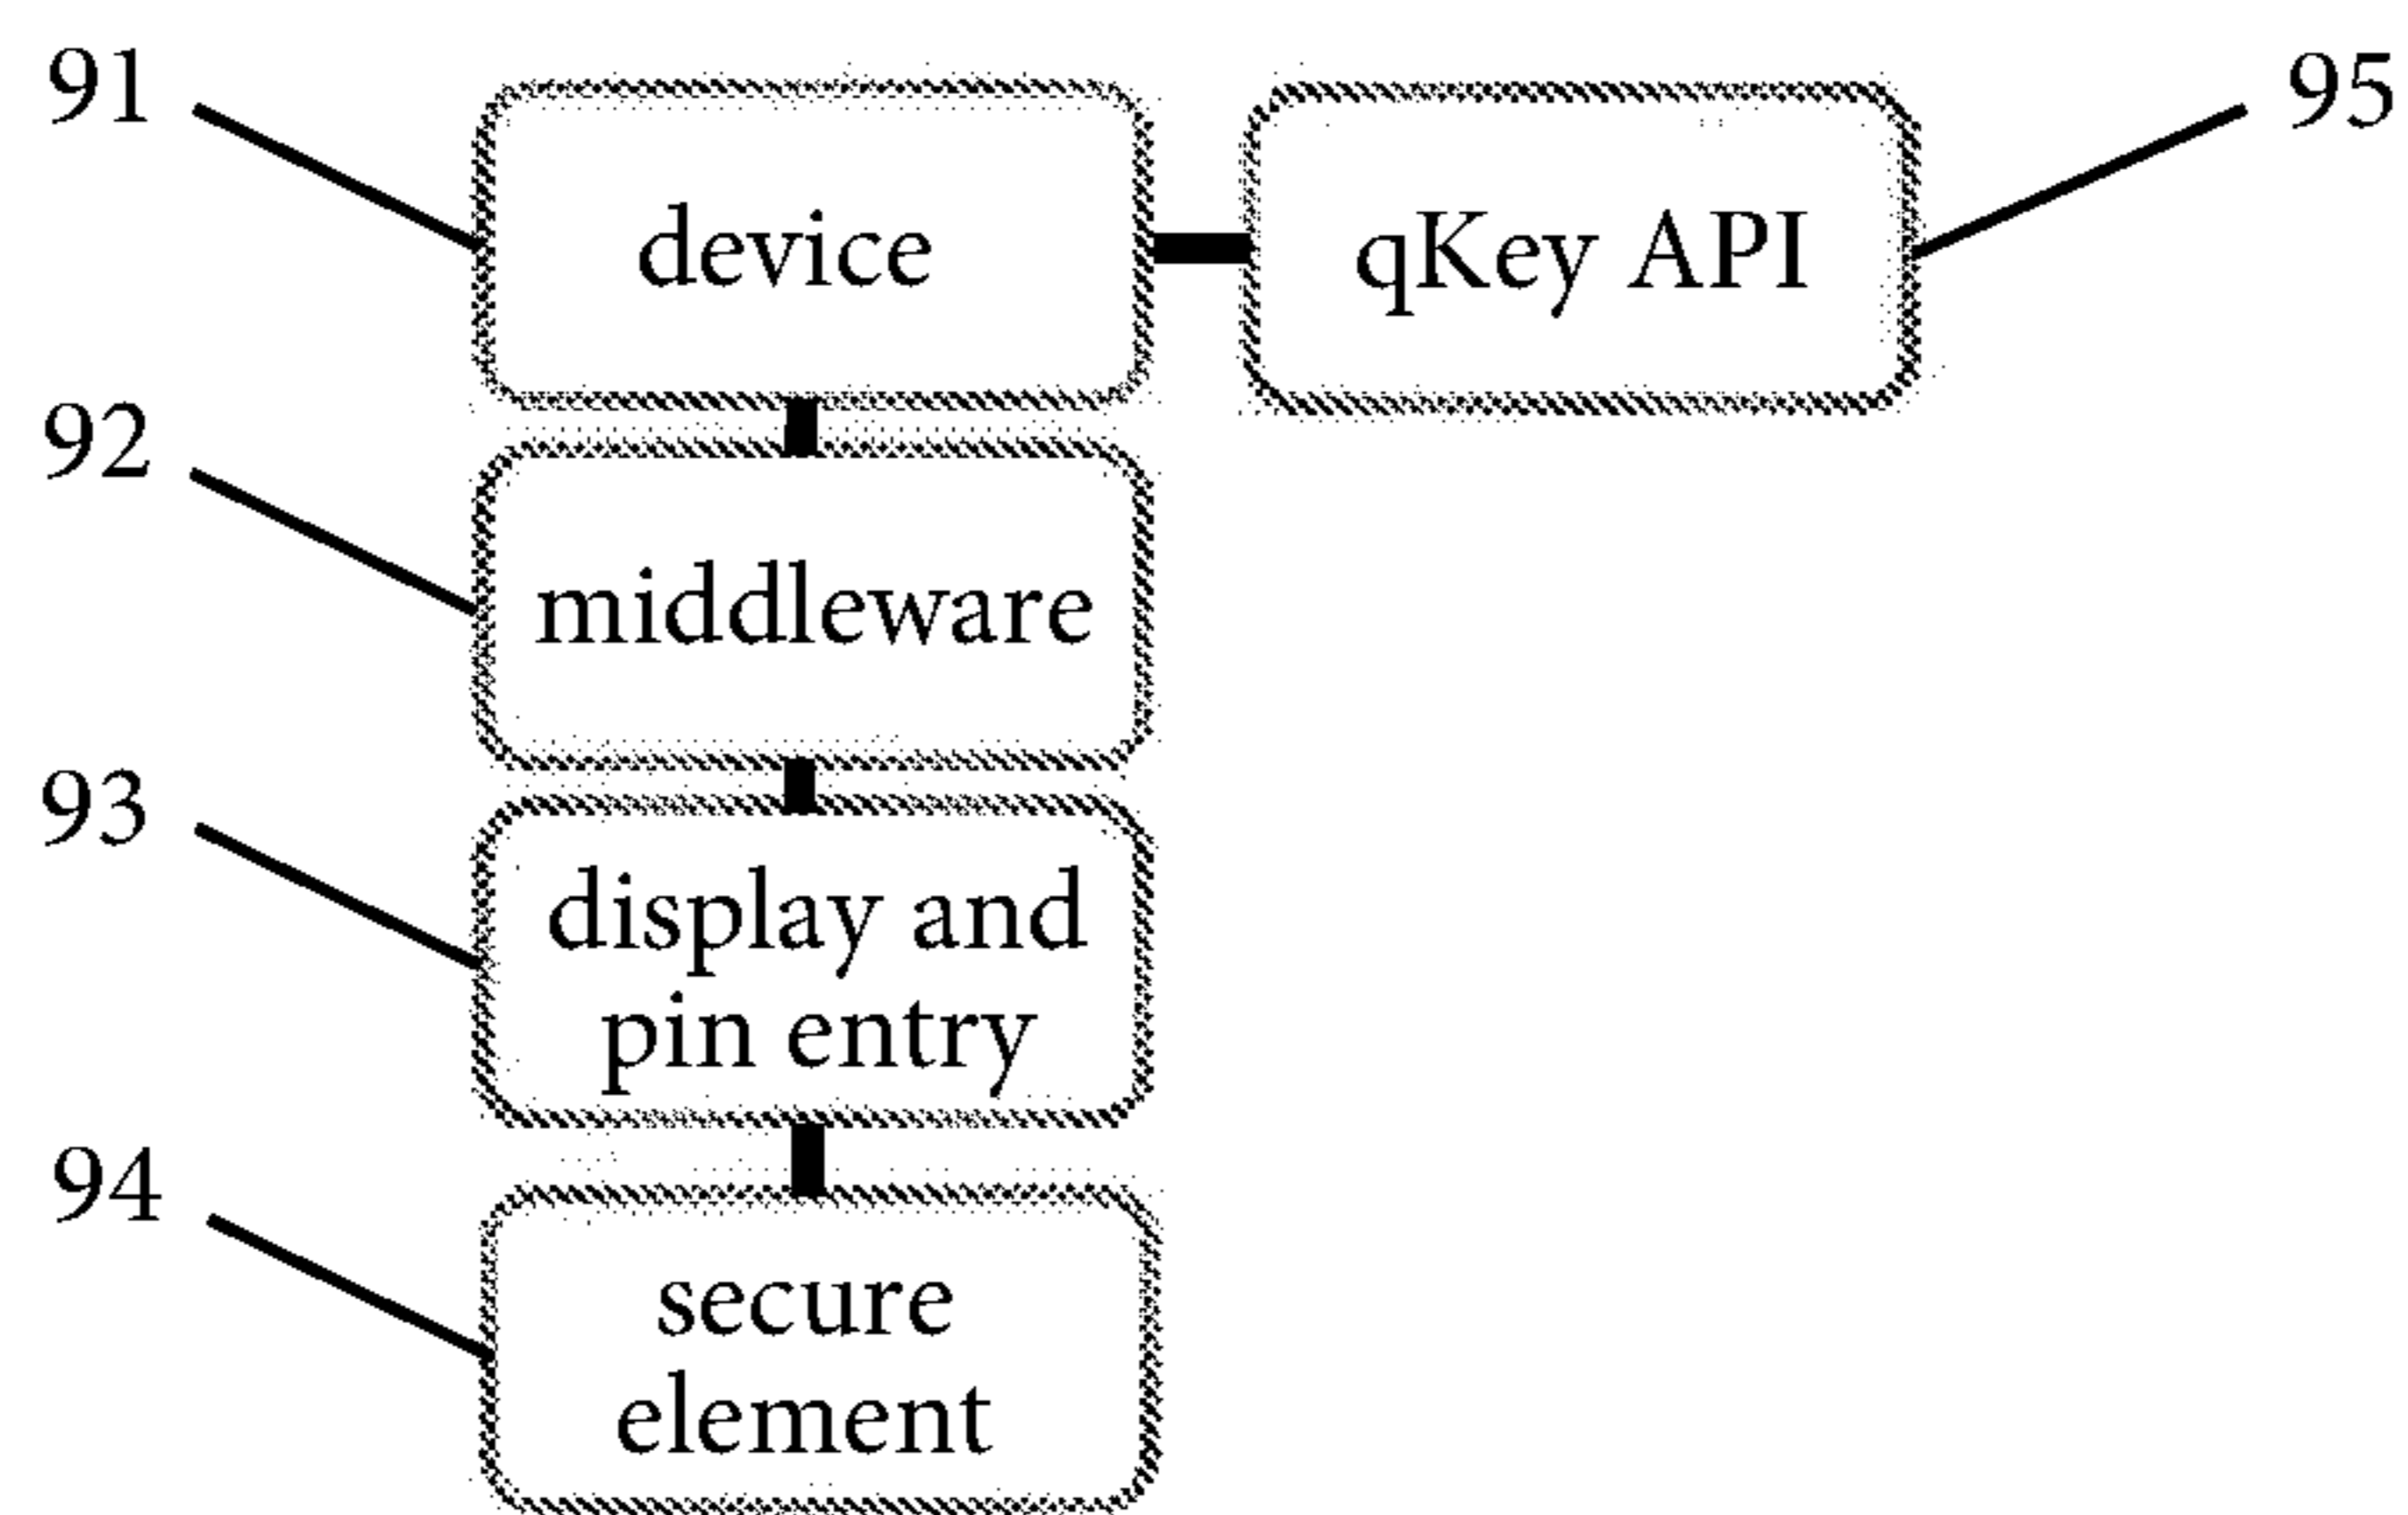 91
device
qKey API
95
92
middleware
93
display and
pin entry
94
secure
element